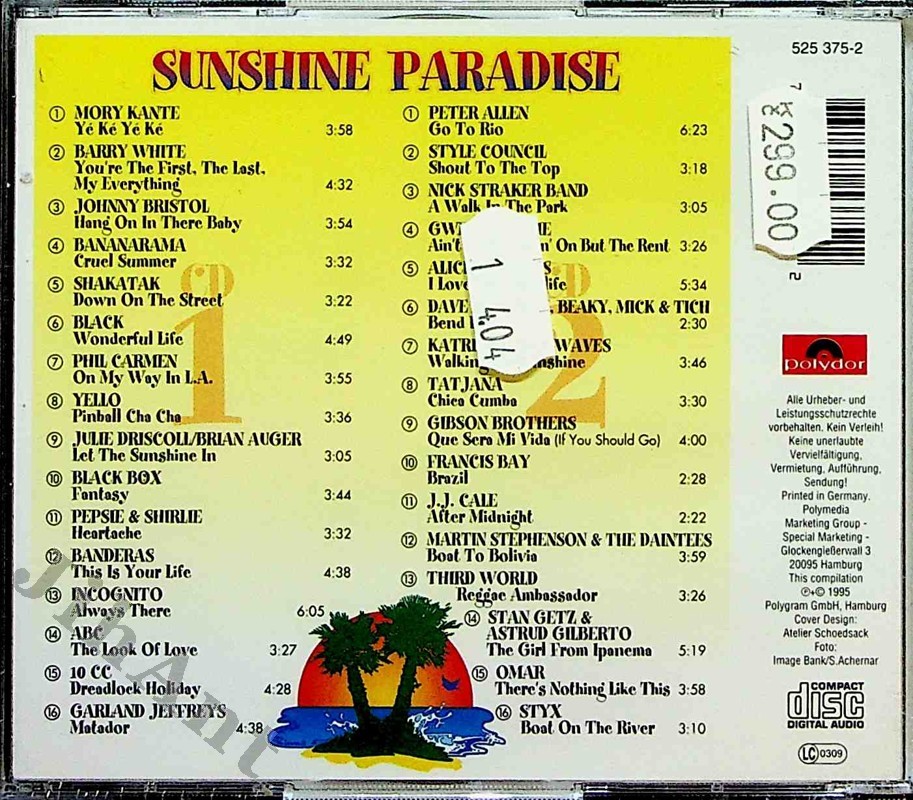 SUNSHINE PARADISE
① MORY KANTE
Yé Ké Yé Ké 3:58
② BARRY WHITE
You're The First, The Last,
My Everything 4:32
③ JOHNNY BRISTOL
Hang On In There Baby 3:54
④ BANANARAMA
Cruel Summer 3:32
⑤ SHAKATAK
Down On The Street 3:22
⑥ BLACK
Wonderful Life 4:49
⑦ PHIL CARMEN
On My Way In L.A. 3:55
⑧ YELLO
Pinball Cha Cha 3:36
⑨ JULIE DRISCOLL/BRIAN AUGER
Let The Sunshine In 3:05
⑩ BLACK BOX
Fantasy 3:44
⑪ PEPSIE & SHIRLIE
Heartache 3:32
⑫ BANDERAS
This Is Your Life 4:38
⑬ INCOGNITO
Always There 6:05
⑭ ABC
The Look Of Love 3:27
⑮ 10 CC
Dreadlock Holiday 4:28
⑯ GARLAND JEFFREYS
Matador 4:38
CD
1
① PETER ALLEN
Go To Rio 6:23
② STYLE COUNCIL
Shout To The Top 3:18
③ NICK STRAKER BAND
A Walk In The Park 3:05
④
Ain't On But The Rent 3:26
⑤
I 5:34
⑥ DAVE BEAKY, MICK & TICH
Bend 2:30
⑦ WAVES
3:46
⑧ TATJANA
Chica Cumba 3:30
⑨ GIBSON BROTHERS
Que Sera Mi Vida (If You Should Go) 4:00
⑩ FRANCIS BAY
Brazil 2:28
⑪ J.J. CALE
After Midnight 2:22
⑫ MARTIN STEPHENSON & THE DAINTEES
Boat To Bolivia 3:59
⑬ THIRD WORLD
Reggae Ambassador 3:26
⑭ STAN GETZ &
ASTRUD GILBERTO
The Girl From Ipanema 5:19
⑮ OMAR
There's Nothing Like This 3:58
⑯ STYX
Boat On The River 3:10
2
1 4.04
525 375-2
7
299.00
2
polydor
Alle Urheber- und
Leistungsschutzrechte
vorbehalten. Kein Verleih!
Keine unerlaubte
Vervielfältigung,
Vermietung, Aufführung,
Sendung!
Printed in Germany.
Polymedia
Marketing Group -
Special Marketing -
Glockengießerwall 3
20095 Hamburg
This compilation
℗+© 1995
Polygram GmbH, Hamburg
Cover Design:
Atelier Schoedsack
Foto:
Image Bank/S.Achernar
COMPACT
disc
DIGITAL AUDIO
LC 0309
JimAnt